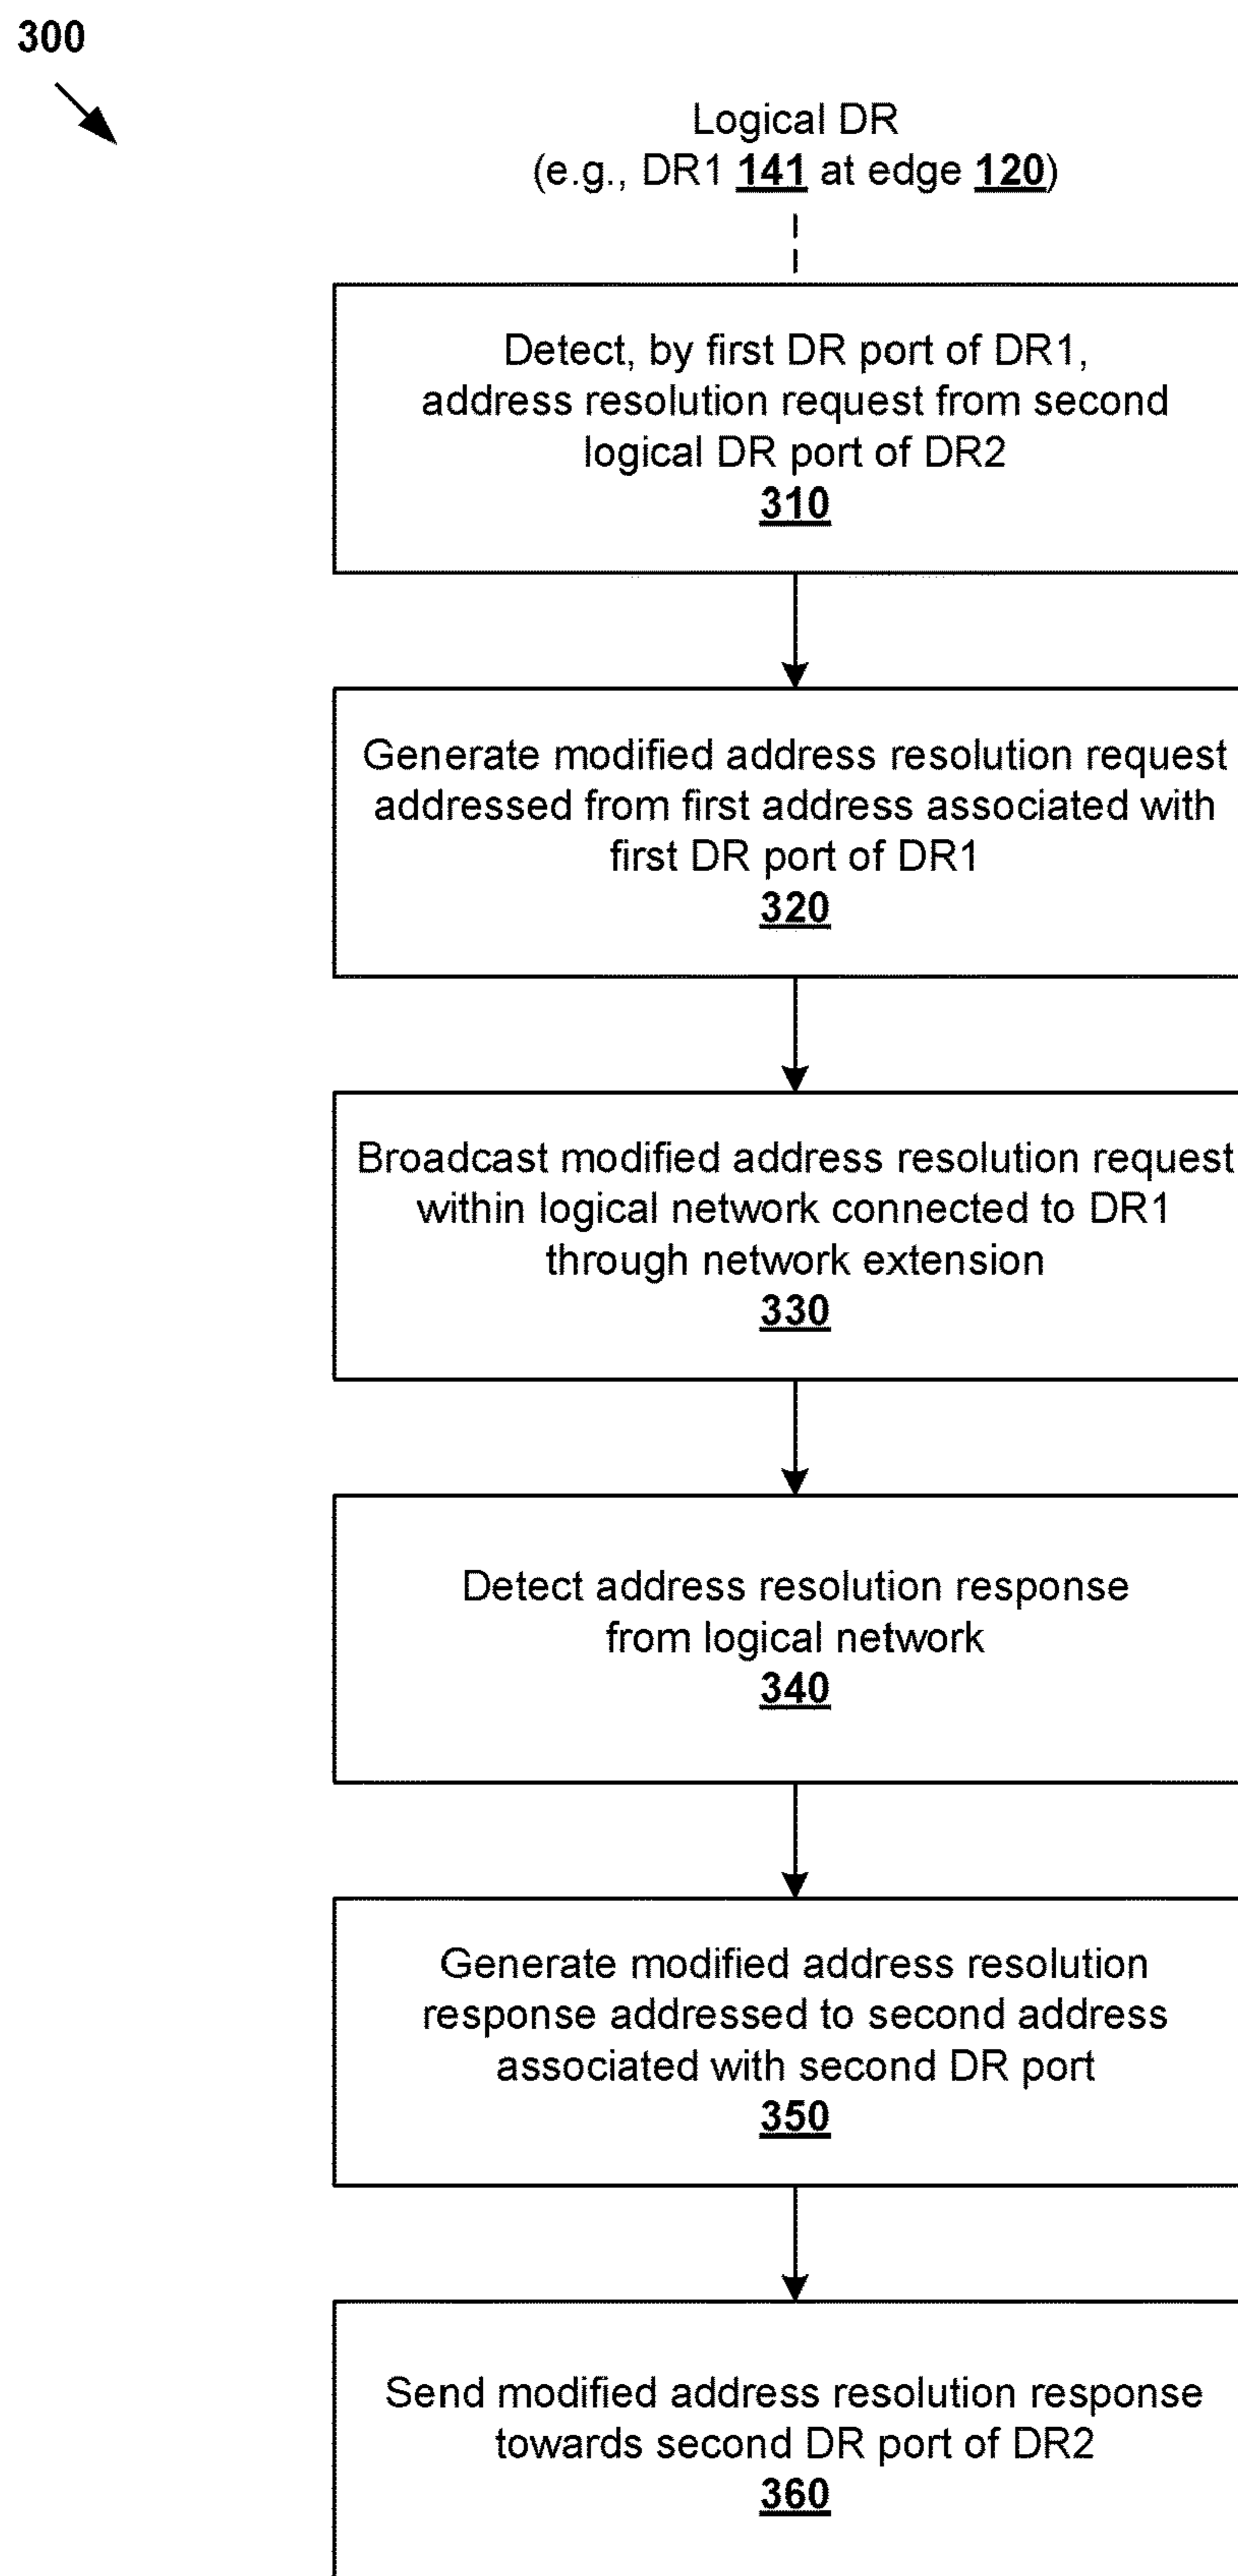 300
Logical DR
(e.g., DR1 141 at edge 120)
Detect, by first DR port of DR1,
address resolution request from second
logical DR port of DR2
310
Generate modified address resolution request
addressed from first address associated with
first DR port of DR1
320
Broadcast modified address resolution request
within logical network connected to DR1
through network extension
330
Detect address resolution response
from logical network
340
Generate modified address resolution
response addressed to second address
associated with second DR port
350
Send modified address resolution response
towards second DR port of DR2
360